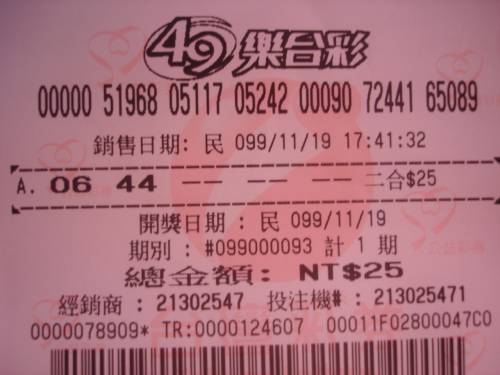 49樂合彩
00000 51968 05117 05242 00090 72441 65089
銷售日期: 民 099/11/19 17:41:32
A. 06 44 -- -- -- -- 二合$25
開獎日期 : 民 099/11/19
期別 : #099000093 計 1 期
總金額: NT$25
經銷商 : 21302547 投注機# : 213025471
0000078909* TR:0000124607 00011F02800047C0